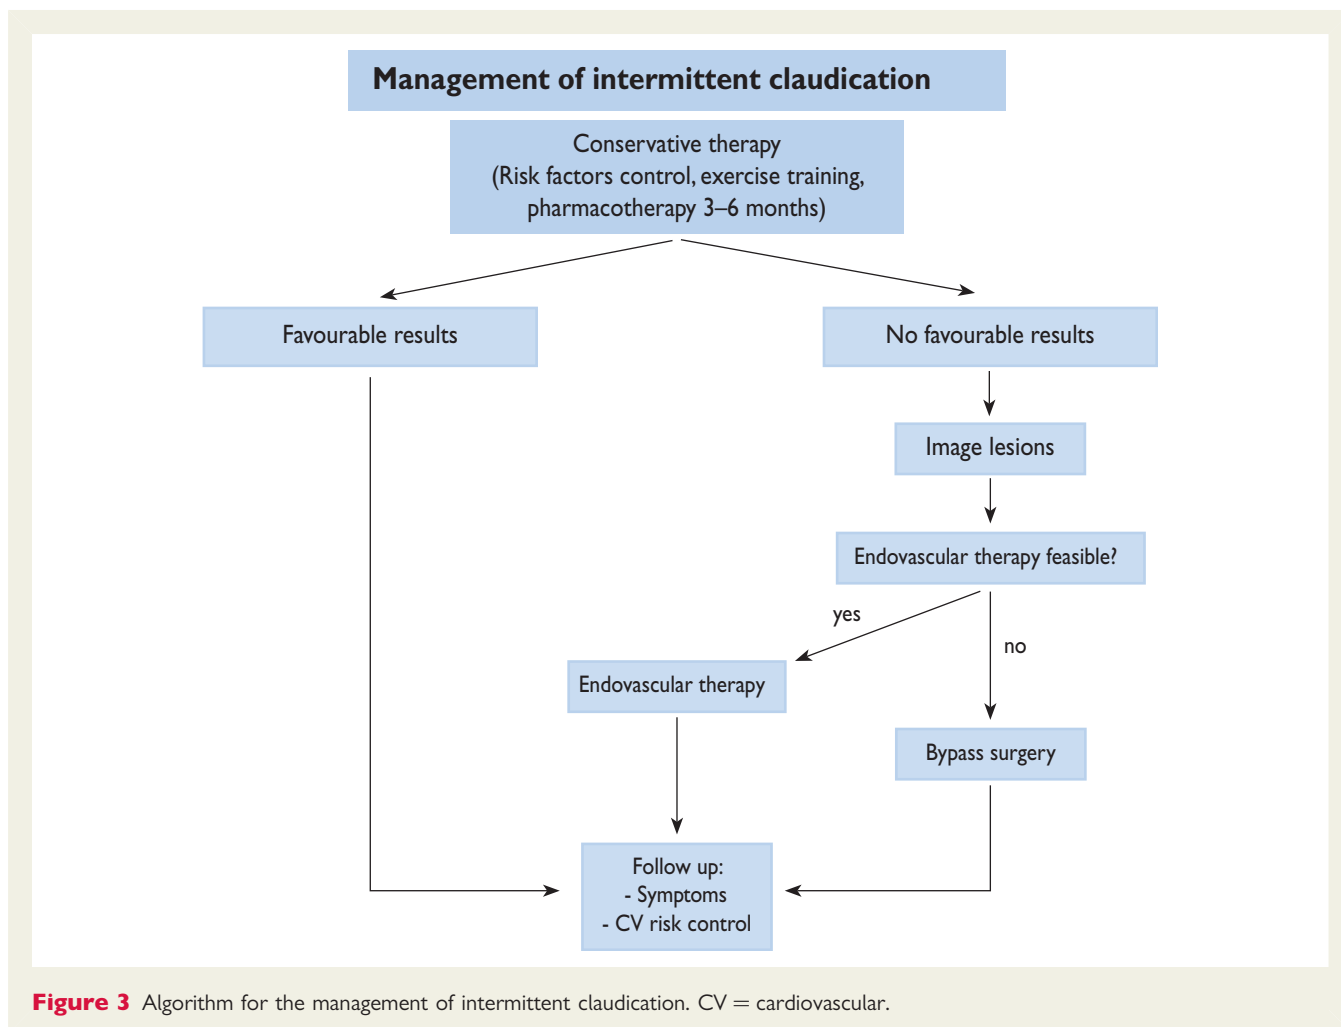 Management of intermittent claudication
Conservative therapy
(Risk factors control, exercise training,
pharmacotherapy 3–6 months)
Favourable results
No favourable results
Image lesions
Endovascular therapy feasible?
yes
no
Endovascular therapy
Bypass surgery
Follow up:
- Symptoms
- CV risk control
Figure 3 Algorithm for the management of intermittent claudication. CV = cardiovascular.